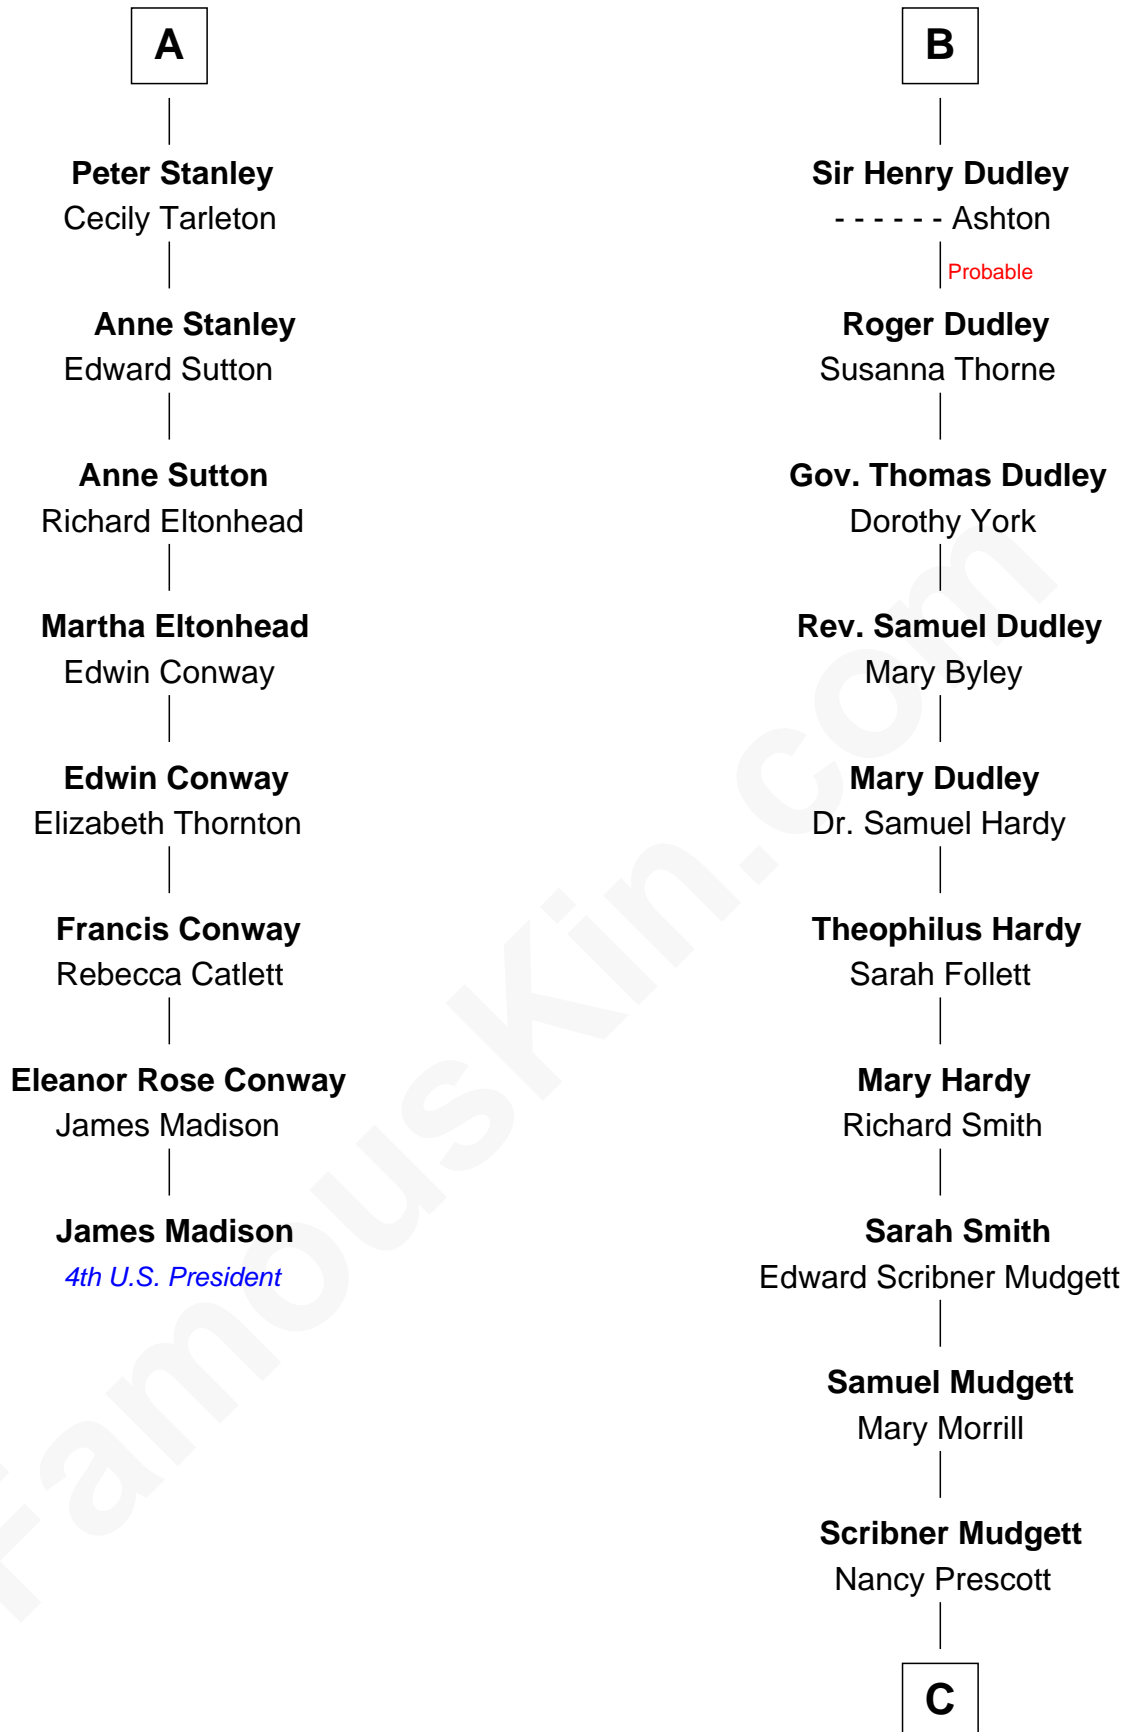 A
Peter Stanley
Cecily Tarleton
Anne Stanley
Edward Sutton
Anne Sutton
Richard Eltonhead
Martha Eltonhead
Edwin Conway
Edwin Conway
Elizabeth Thornton
Francis Conway
Rebecca Catlett
Eleanor Rose Conway
James Madison
James Madison
4th U.S. President
B
Sir Henry Dudley
- - - - - - Ashton
Probable
Roger Dudley
Susanna Thorne
Gov. Thomas Dudley
Dorothy York
Rev. Samuel Dudley
Mary Byley
Mary Dudley
Dr. Samuel Hardy
Theophilus Hardy
Sarah Follett
Mary Hardy
Richard Smith
Sarah Smith
Edward Scribner Mudgett
Samuel Mudgett
Mary Morrill
Scribner Mudgett
Nancy Prescott
C
FamousKin.com